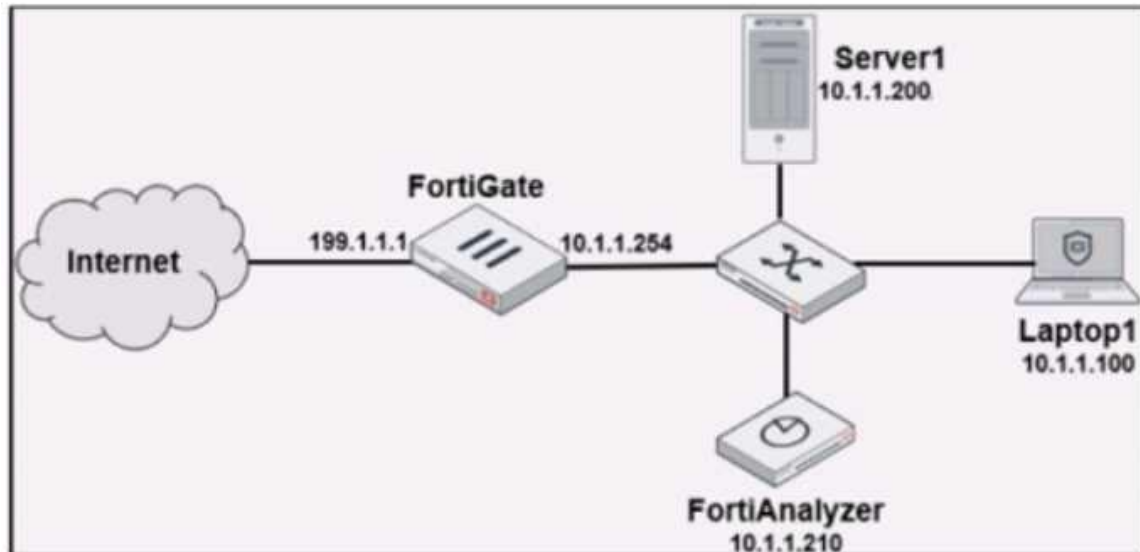 Server1
10.1.1.200
FortiGate
Internet
199.1.1.1
10.1.1.254
Laptop1
10.1.1.100
FortiAnalyzer
10.1.1.210